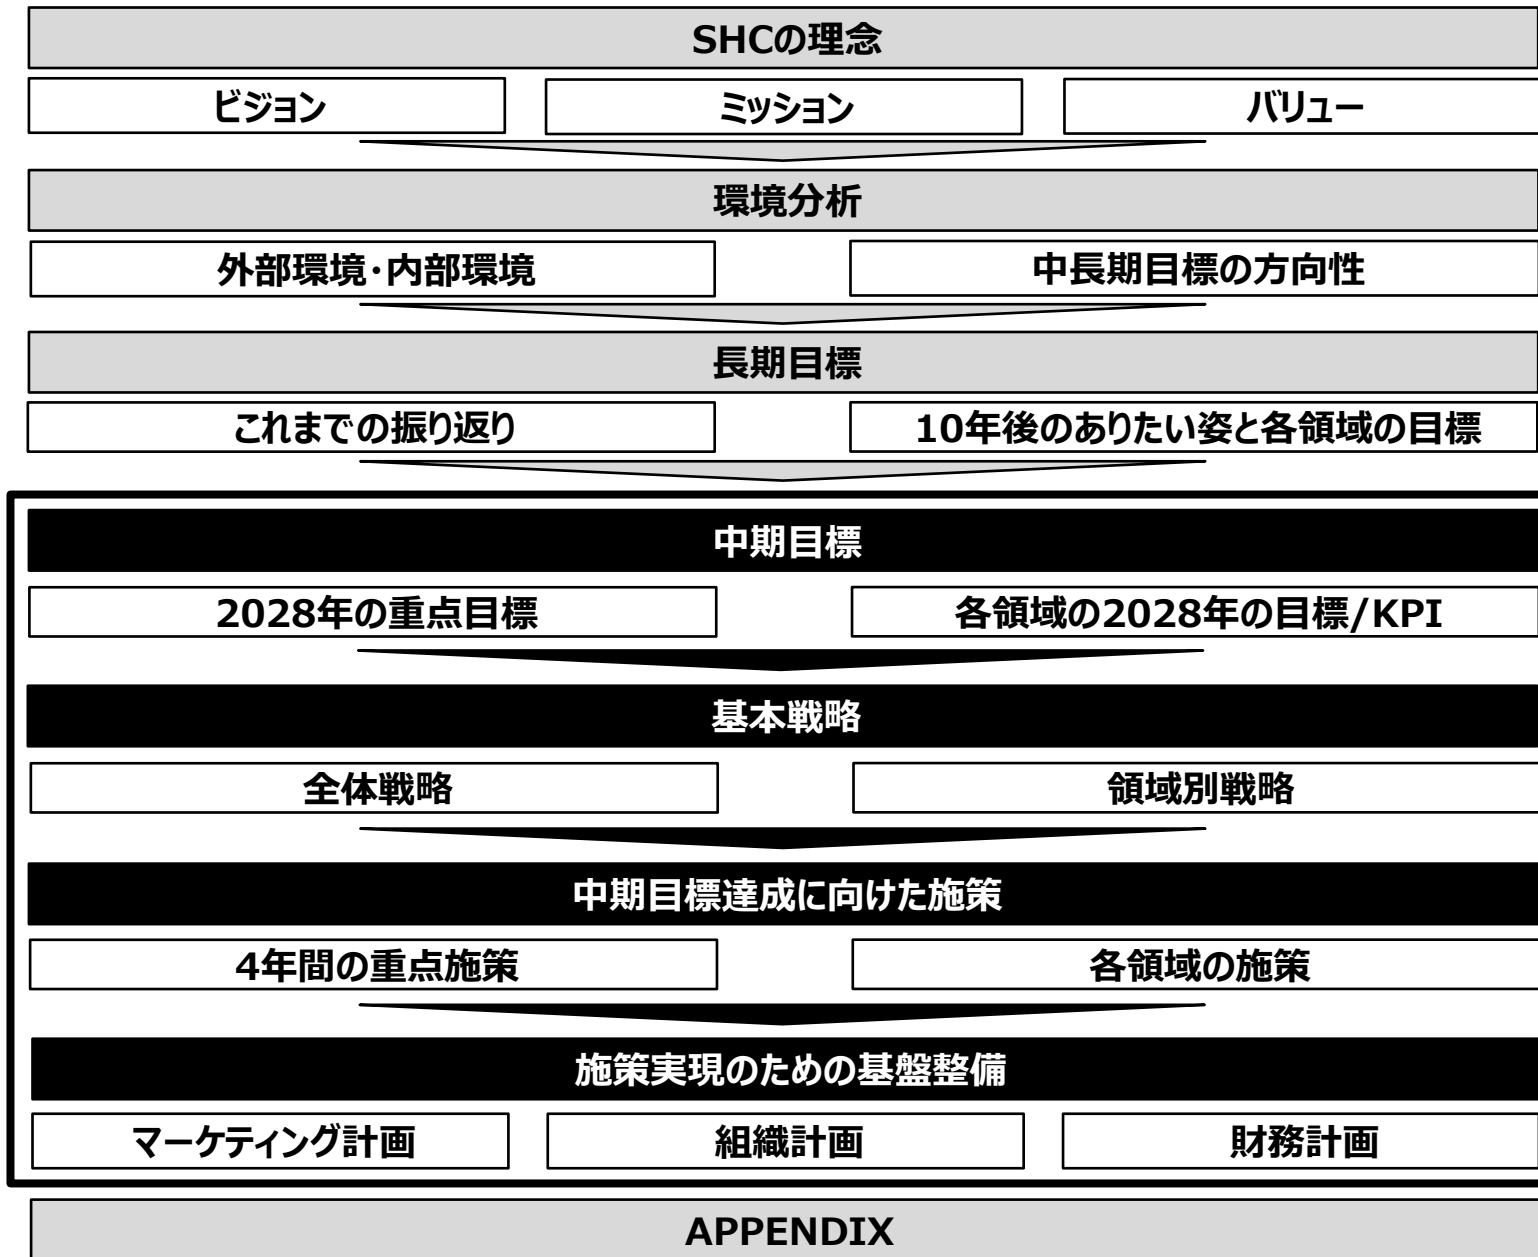 SHCの理念
ビジョン
ミッション
バリュー
環境分析
外部環境・内部環境
中長期目標の方向性
長期目標
これまでの振り返り
10年後のありたい姿と各領域の目標
中期目標
2028年の重点目標
各領域の2028年の目標/KPI
基本戦略
全体戦略
領域別戦略
中期目標達成に向けた施策
4年間の重点施策
各領域の施策
施策実現のための基盤整備
マーケティング計画
組織計画
財務計画
APPENDIX